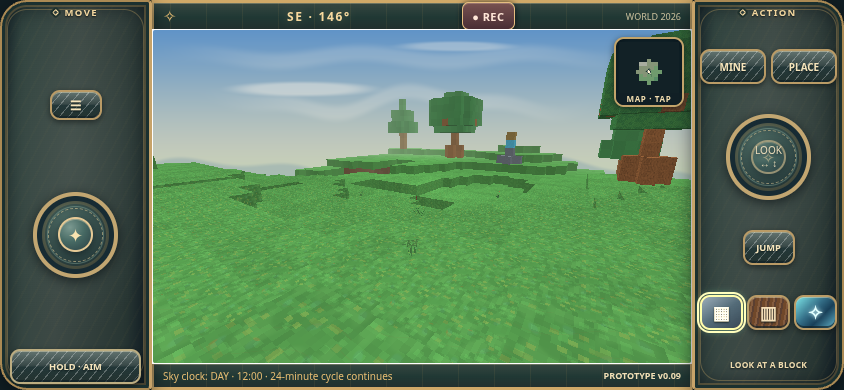 MOVE
SE · 146°
REC
WORLD 2026
ACTION
MINE
PLACE
MAP · TAP
LOOK
JUMP
HOLD · AIM
LOOK AT A BLOCK
Sky clock: DAY · 12:00 · 24-minute cycle continues
PROTOTYPE v0.09